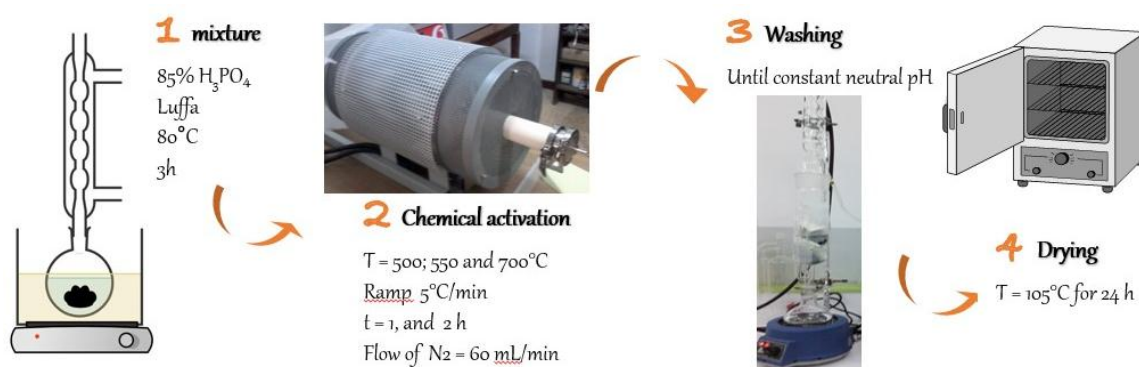 1 mixture
85% H₃PO₄
Luffa
80°C
3h
2 Chemical activation
T = 500; 550 and 700°C
Ramp 5°C/min
t = 1, and 2 h
Flow of N2 = 60 mL/min
3 Washing
Until constant neutral pH
4 Drying
T = 105°C for 24 h